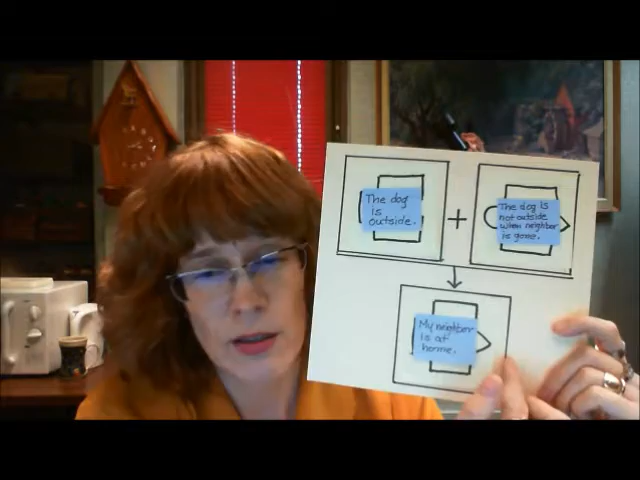 The dog
is
outside.
+
The dog is
not outside
when neighbor
is gone.
My neighbor
is at
home.